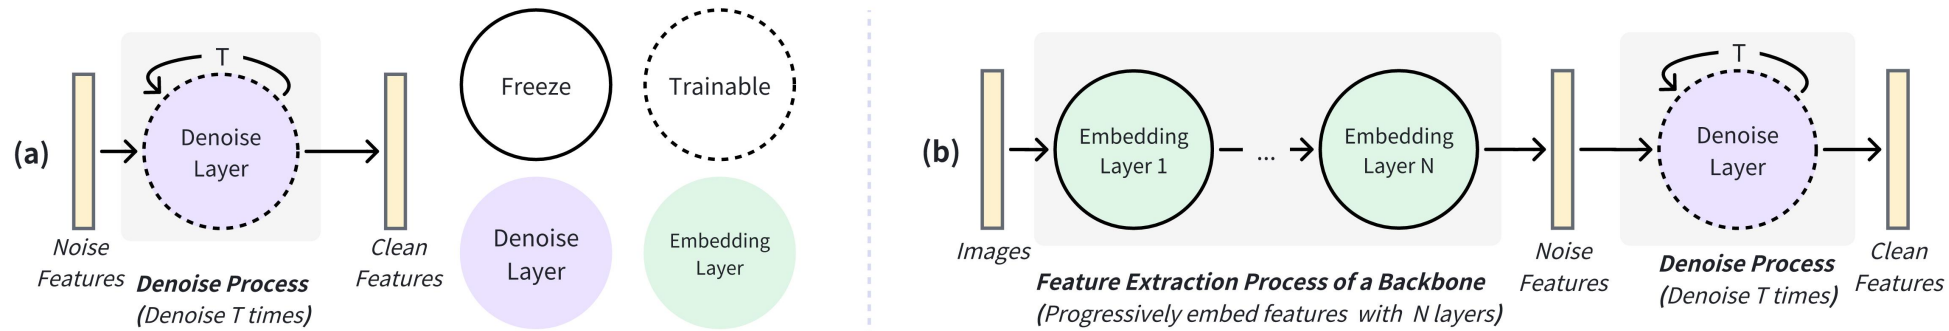 (a)
T
Denoise
Layer
Noise
Features
Clean
Features
Denoise Process
(Denoise T times)
Freeze
Trainable
Denoise
Layer
Embedding
Layer
(b)
Images
Embedding
Layer 1
...
Embedding
Layer N
Feature Extraction Process of a Backbone
(Progressively embed features with N layers)
Noise
Features
T
Denoise
Layer
Denoise Process
(Denoise T times)
Clean
Features